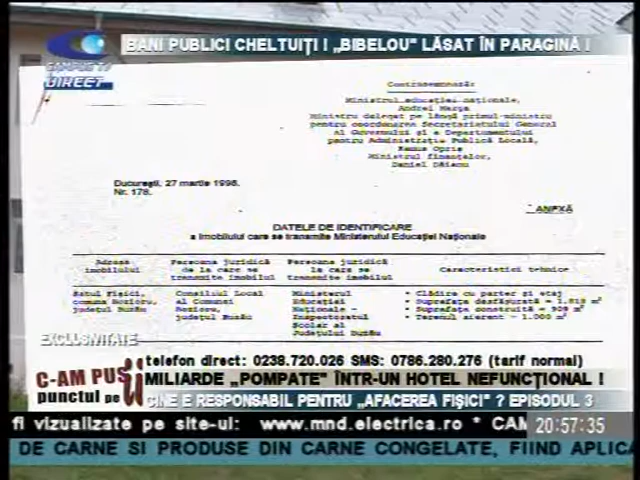 BANI PUBLICI CHELTUIȚI ! „BIBELOU" LĂSAT ÎN PARAGINĂ !
CAMPUS TV
DIRECT
Contrasemnează:
Ministrul educației naționale,
Andrei Marga
Ministru delegat pe lângă primul-ministru
pentru coordonarea Secretariatului General
al Guvernului și a Departamentului
pentru Administrație Publică Locală,
Remus Opriș
Ministrul finanțelor,
Daniel Dăianu
București, 27 martie 1998.
Nr. 178.
ANEXĂ
DATELE DE IDENTIFICARE
a imobilului care se transmite Ministerului Educației Naționale
Adresa imobilului
Persoana juridică de la care se transmite imobilul
Persoana juridică la care se transmite imobilul
Caracteristici tehnice
Satul Fișici, comuna Bozioru, județul Buzău
Consiliul Local al Comunei Bozioru, județul Buzău
Ministerul Educației Naționale - Inspectoratul Școlar al Județului Buzău
• Clădire cu parter și etaj
• Suprafața desfășurată =
• Suprafața construită = 909 m²
• Terenul aferent - 1.000 m²
EXCLUSIVITATE
telefon direct: 0238.720.026 SMS: 0786.280.276 (tarif normal)
C-AM PUS
punctul pe i
MILIARDE „POMPATE" ÎNTR-UN HOTEL NEFUNCȚIONAL !
CINE E RESPONSABIL PENTRU „AFACEREA FIȘICI" ? EPISODUL 3
fi vizualizate pe site-ul: www.mnd.electrica.ro * CAM
20:57:35
DE CARNE SI PRODUSE DIN CARNE CONGELATE, FIIND APLICA